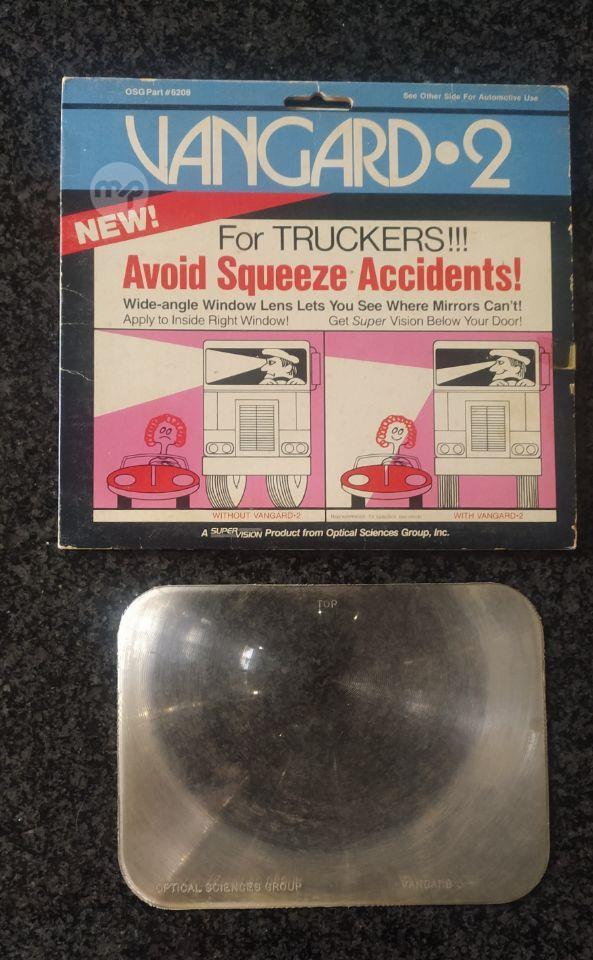 OSG Part #6208
See Other Side For Automotive Use
VANGARD•2
NEW!
For TRUCKERS!!!
Avoid Squeeze Accidents!
Wide-angle Window Lens Lets You See Where Mirrors Can't!
Apply to Inside Right Window! Get Super Vision Below Your Door!
WITHOUT VANGARD•2
WITH VANGARD•2
A SUPER VISION Product from Optical Sciences Group, Inc.
TOP
OPTICAL SCIENCES GROUP
VANGARD